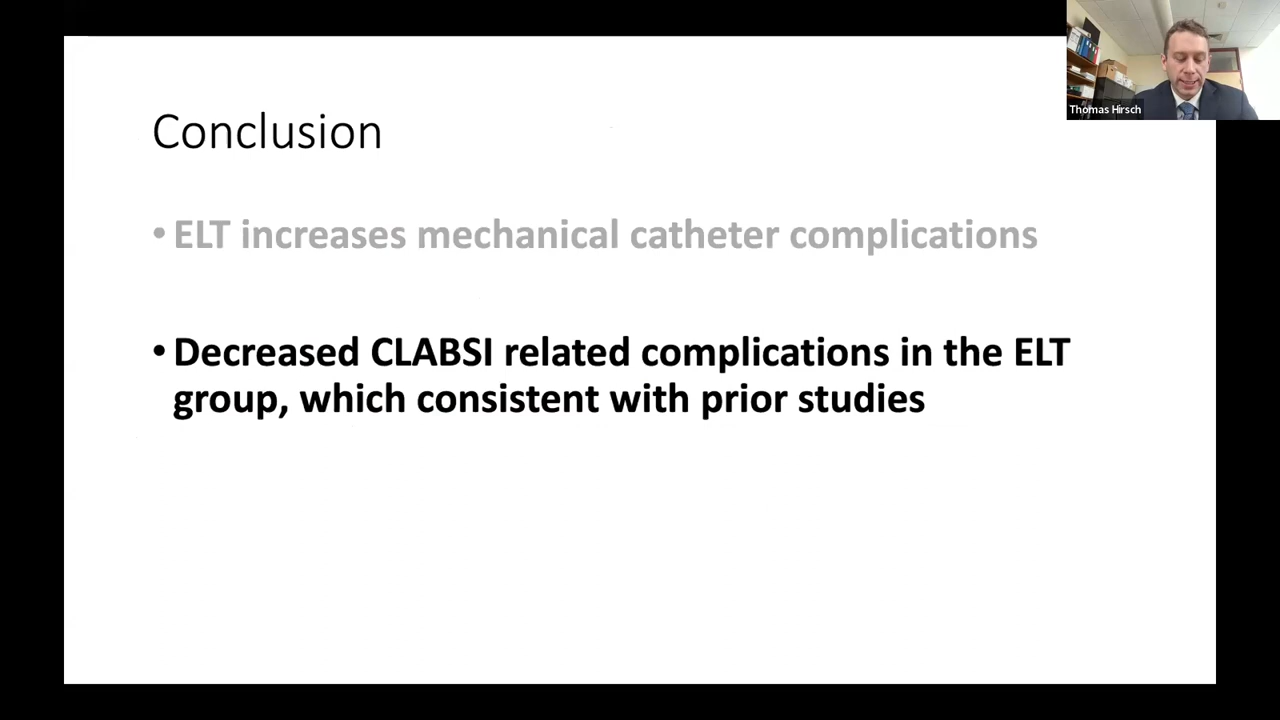 Thomas Hirsch
Conclusion
• ELT increases mechanical catheter complications
• Decreased CLABSI related complications in the ELT
group, which consistent with prior studies